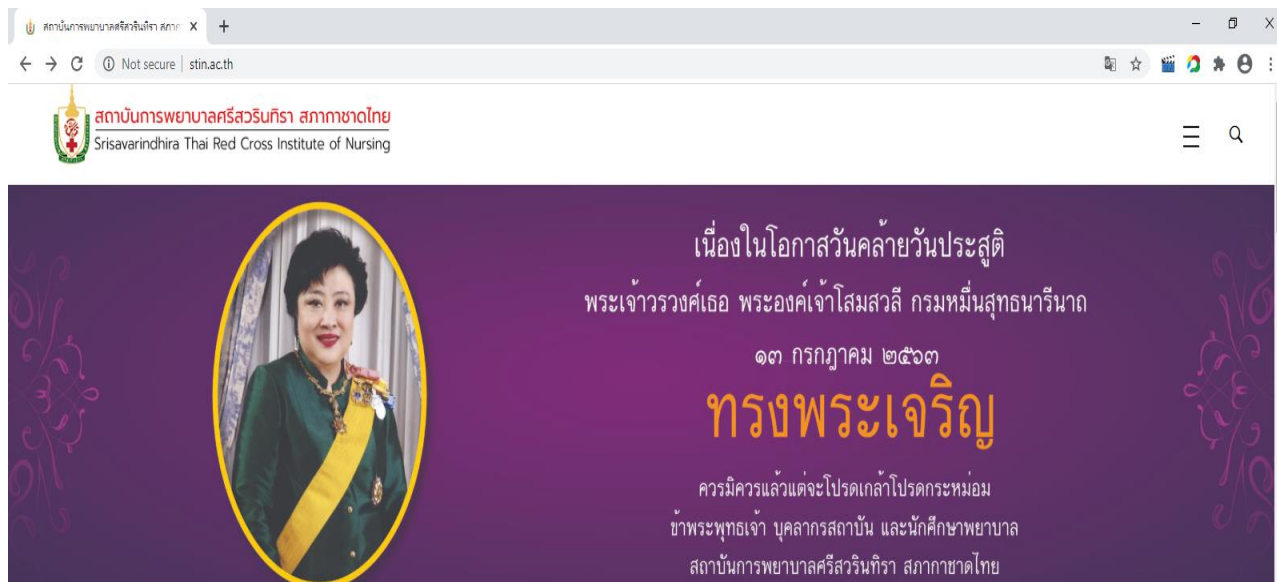 สถาบันการพยาบาลศรีสวรินทิรา สภากา
Not secure | stin.ac.th
สถาบันการพยาบาลศรีสวรินทิรา สภากาชาดไทย
Srisavarindhira Thai Red Cross Institute of Nursing
เนื่องในโอกาสวันคล้ายวันประสูติ
พระเจ้าวรวงศ์เธอ พระองค์เจ้าโสมสวลี กรมหมื่นสุทธนารีนาถ
๑๓ กรกฎาคม ๒๕๖๓
ทรงพระเจริญ
ควรมิควรแล้วแต่จะโปรดเกล้าโปรดกระหม่อม
ข้าพระพุทธเจ้า บุคลากรสถาบัน และนักศึกษาพยาบาล
สถาบันการพยาบาลศรีสวรินทิรา สภากาชาดไทย